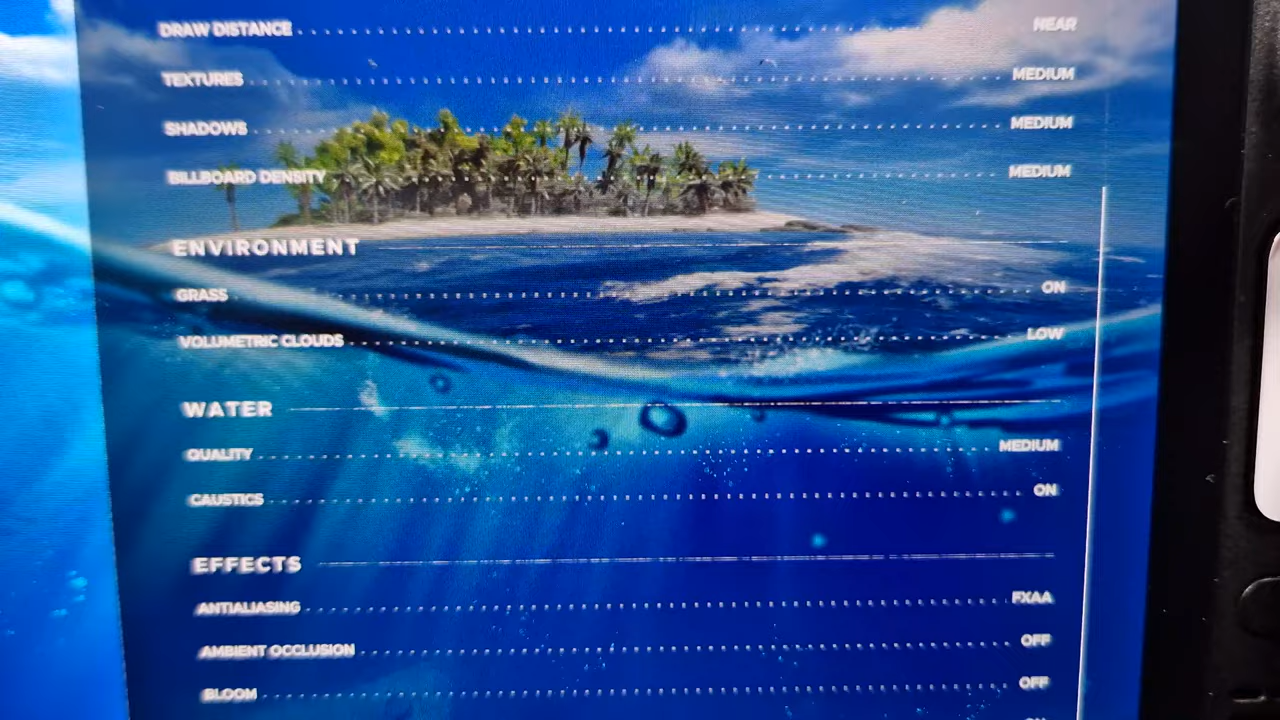 DRAW DISTANCE NEAR
TEXTURES MEDIUM
SHADOWS MEDIUM
BILLBOARD DENSITY MEDIUM
ENVIRONMENT
GRASS ON
VOLUMETRIC CLOUDS LOW
WATER
QUALITY MEDIUM
CAUSTICS ON
EFFECTS
ANTIALIASING FXAA
AMBIENT OCCLUSION OFF
BLOOM OFF